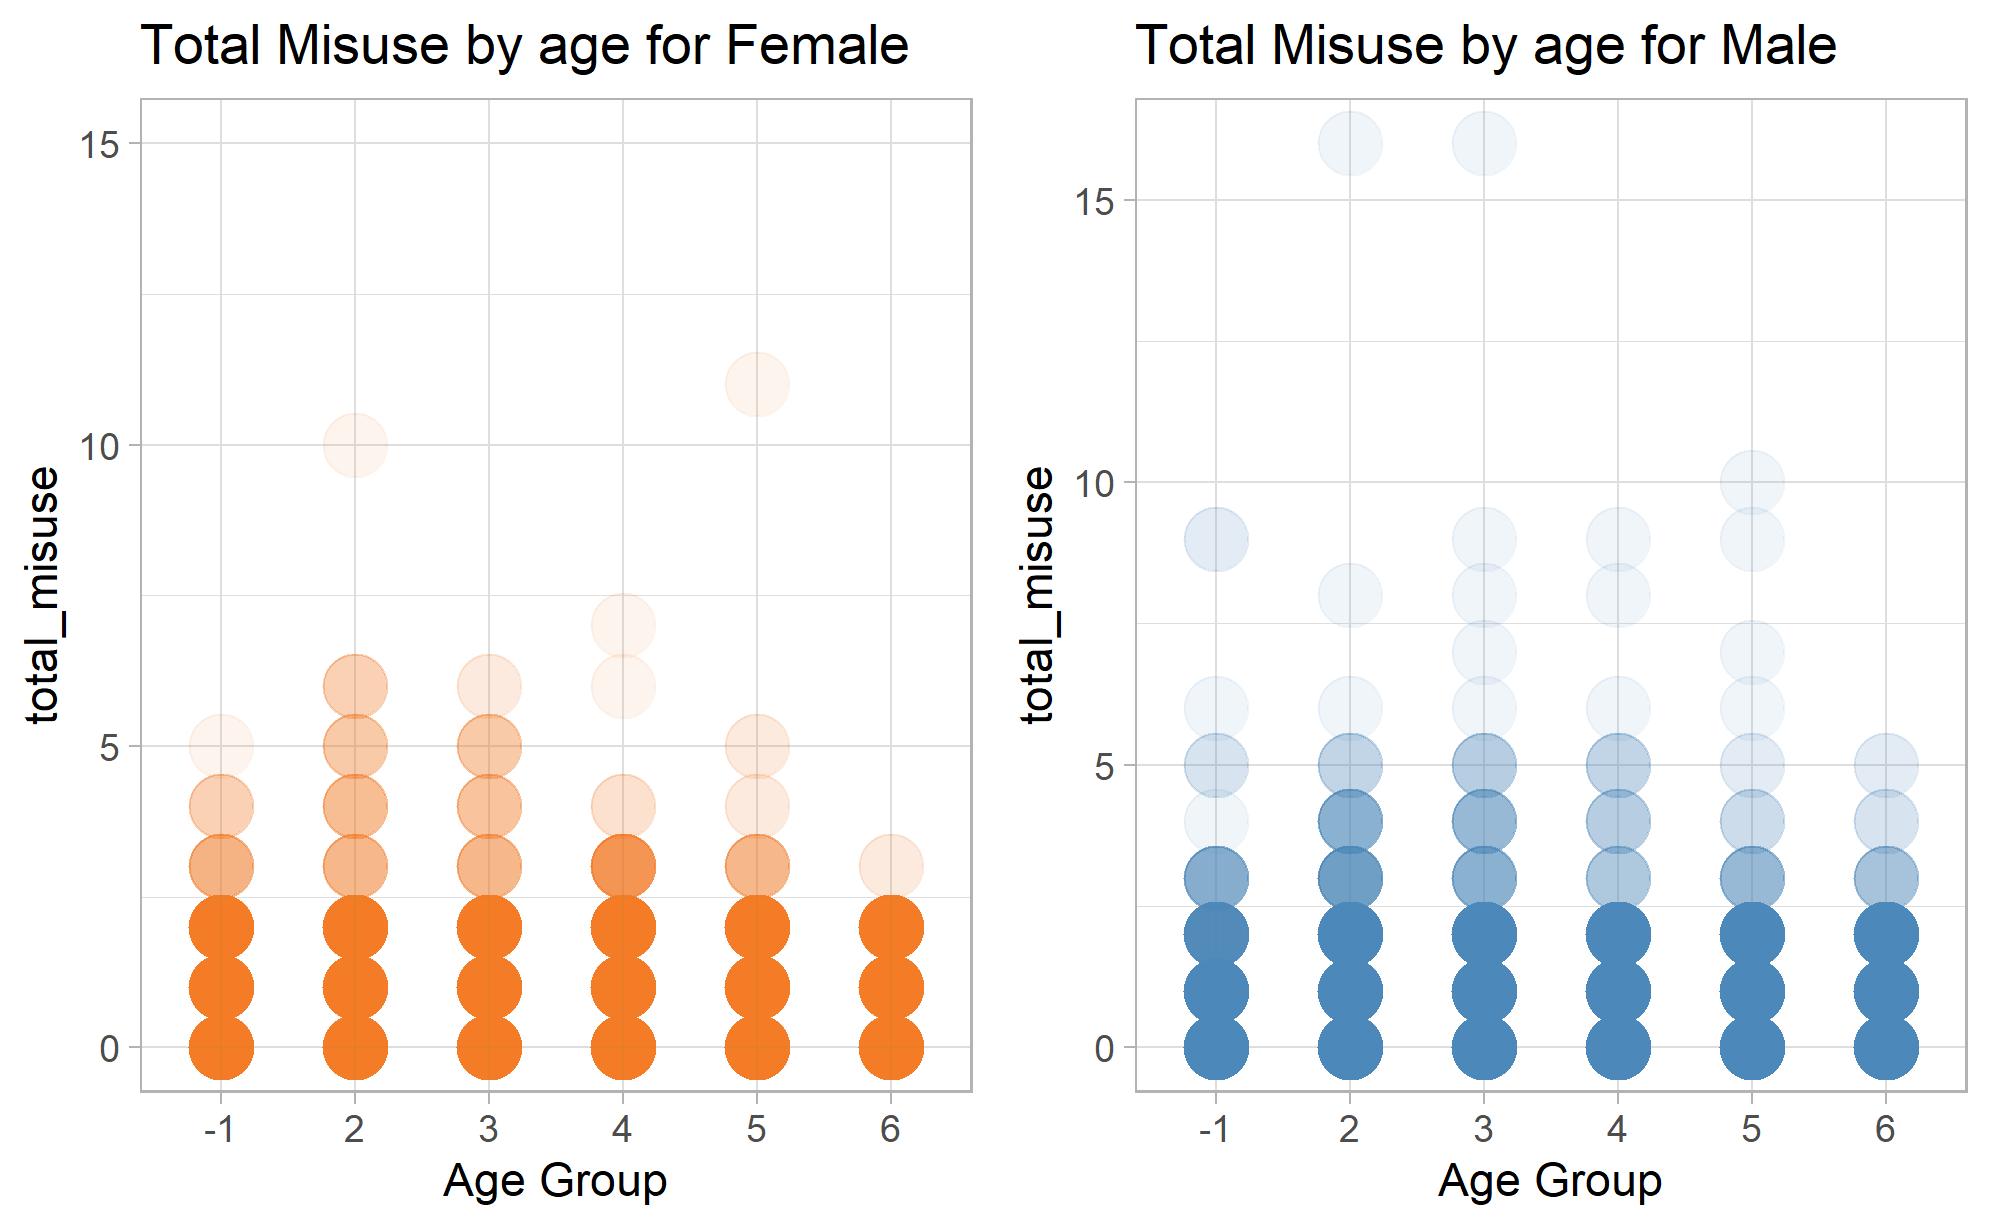 Total Misuse by age for Female
total_misuse
15
10
5
0
-1 2 3 4 5 6
Age Group
Total Misuse by age for Male
total_misuse
15
10
5
0
-1 2 3 4 5 6
Age Group